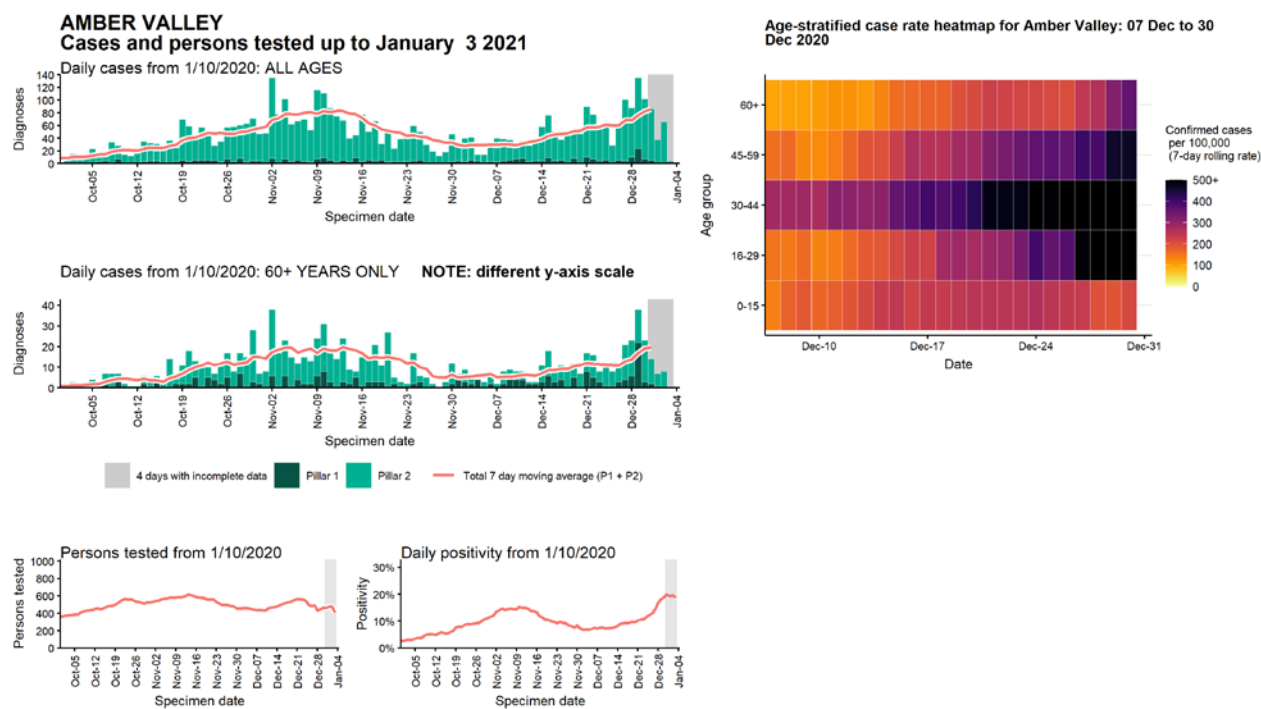 AMBER VALLEY
Cases and persons tested up to January 3 2021
Daily cases from 1/10/2020: ALL AGES
Diagnoses
140
120
100
80
60
40
20
0
Oct-05 Oct-12 Oct-19 Oct-26 Nov-02 Nov-09 Nov-16 Nov-23 Nov-30 Dec-07 Dec-14 Dec-21 Dec-28 Jan-04
Specimen date
Daily cases from 1/10/2020: 60+ YEARS ONLY NOTE: different y-axis scale
Diagnoses
40
30
20
10
0
Oct-05 Oct-12 Oct-19 Oct-26 Nov-02 Nov-09 Nov-16 Nov-23 Nov-30 Dec-07 Dec-14 Dec-21 Dec-28 Jan-04
Specimen date
4 days with incomplete data Pillar 1 Pillar 2 Total 7 day moving average (P1 + P2)
Persons tested from 1/10/2020
Persons tested
1000
800
600
400
200
0
Oct-05 Oct-12 Oct-19 Oct-26 Nov-02 Nov-09 Nov-16 Nov-23 Nov-30 Dec-07 Dec-14 Dec-21 Dec-28 Jan-04
Specimen date
Daily positivity from 1/10/2020
Positivity
30%
20%
10%
0%
Oct-05 Oct-12 Oct-19 Oct-26 Nov-02 Nov-09 Nov-16 Nov-23 Nov-30 Dec-07 Dec-14 Dec-21 Dec-28 Jan-04
Specimen date
Age-stratified case rate heatmap for Amber Valley: 07 Dec to 30
Dec 2020
Age group
60+
45-59
30-44
16-29
0-15
Dec-10 Dec-17 Dec-24 Dec-31
Date
Confirmed cases
per 100,000
(7-day rolling rate)
500+
400
300
200
100
0